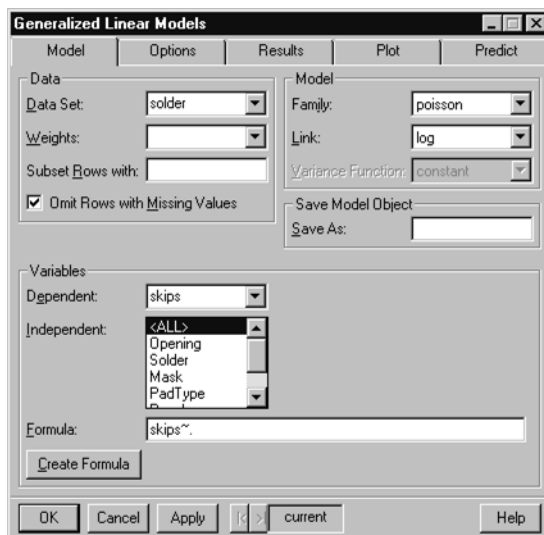 Generalized Linear Models
Model Options Results Plot Predict
Data
Data Set: solder
Weights:
Subset Rows with:
Omit Rows with Missing Values
Model
Family: poisson
Link: log
Variance Function: constant
Save Model Object
Save As:
Variables
Dependent: skips
Independent: <ALL>
Opening
Solder
Mask
PadType
Formula: skips~.
Create Formula
OK Cancel Apply current Help